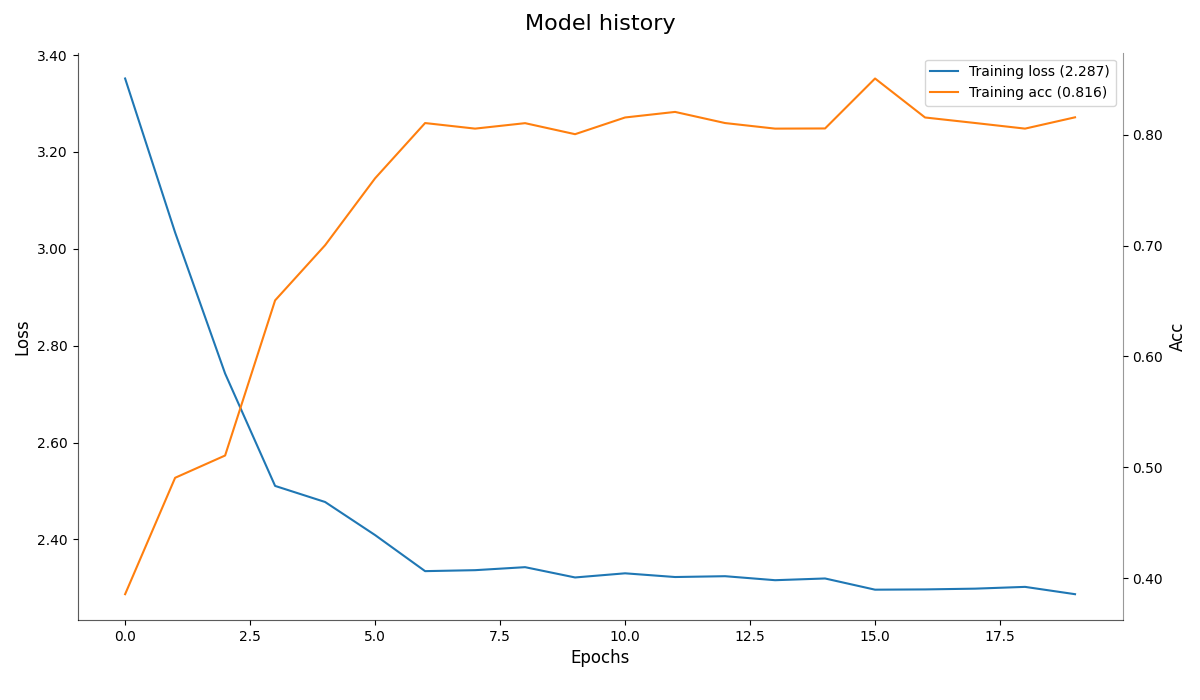 Model history
3.40
3.20
3.00
2.80
2.60
2.40
Loss
Training loss (2.287)
Training acc (0.816)
0.80
0.70
0.60
0.50
0.40
Acc
0.0 2.5 5.0 7.5 10.0 12.5 15.0 17.5
Epochs